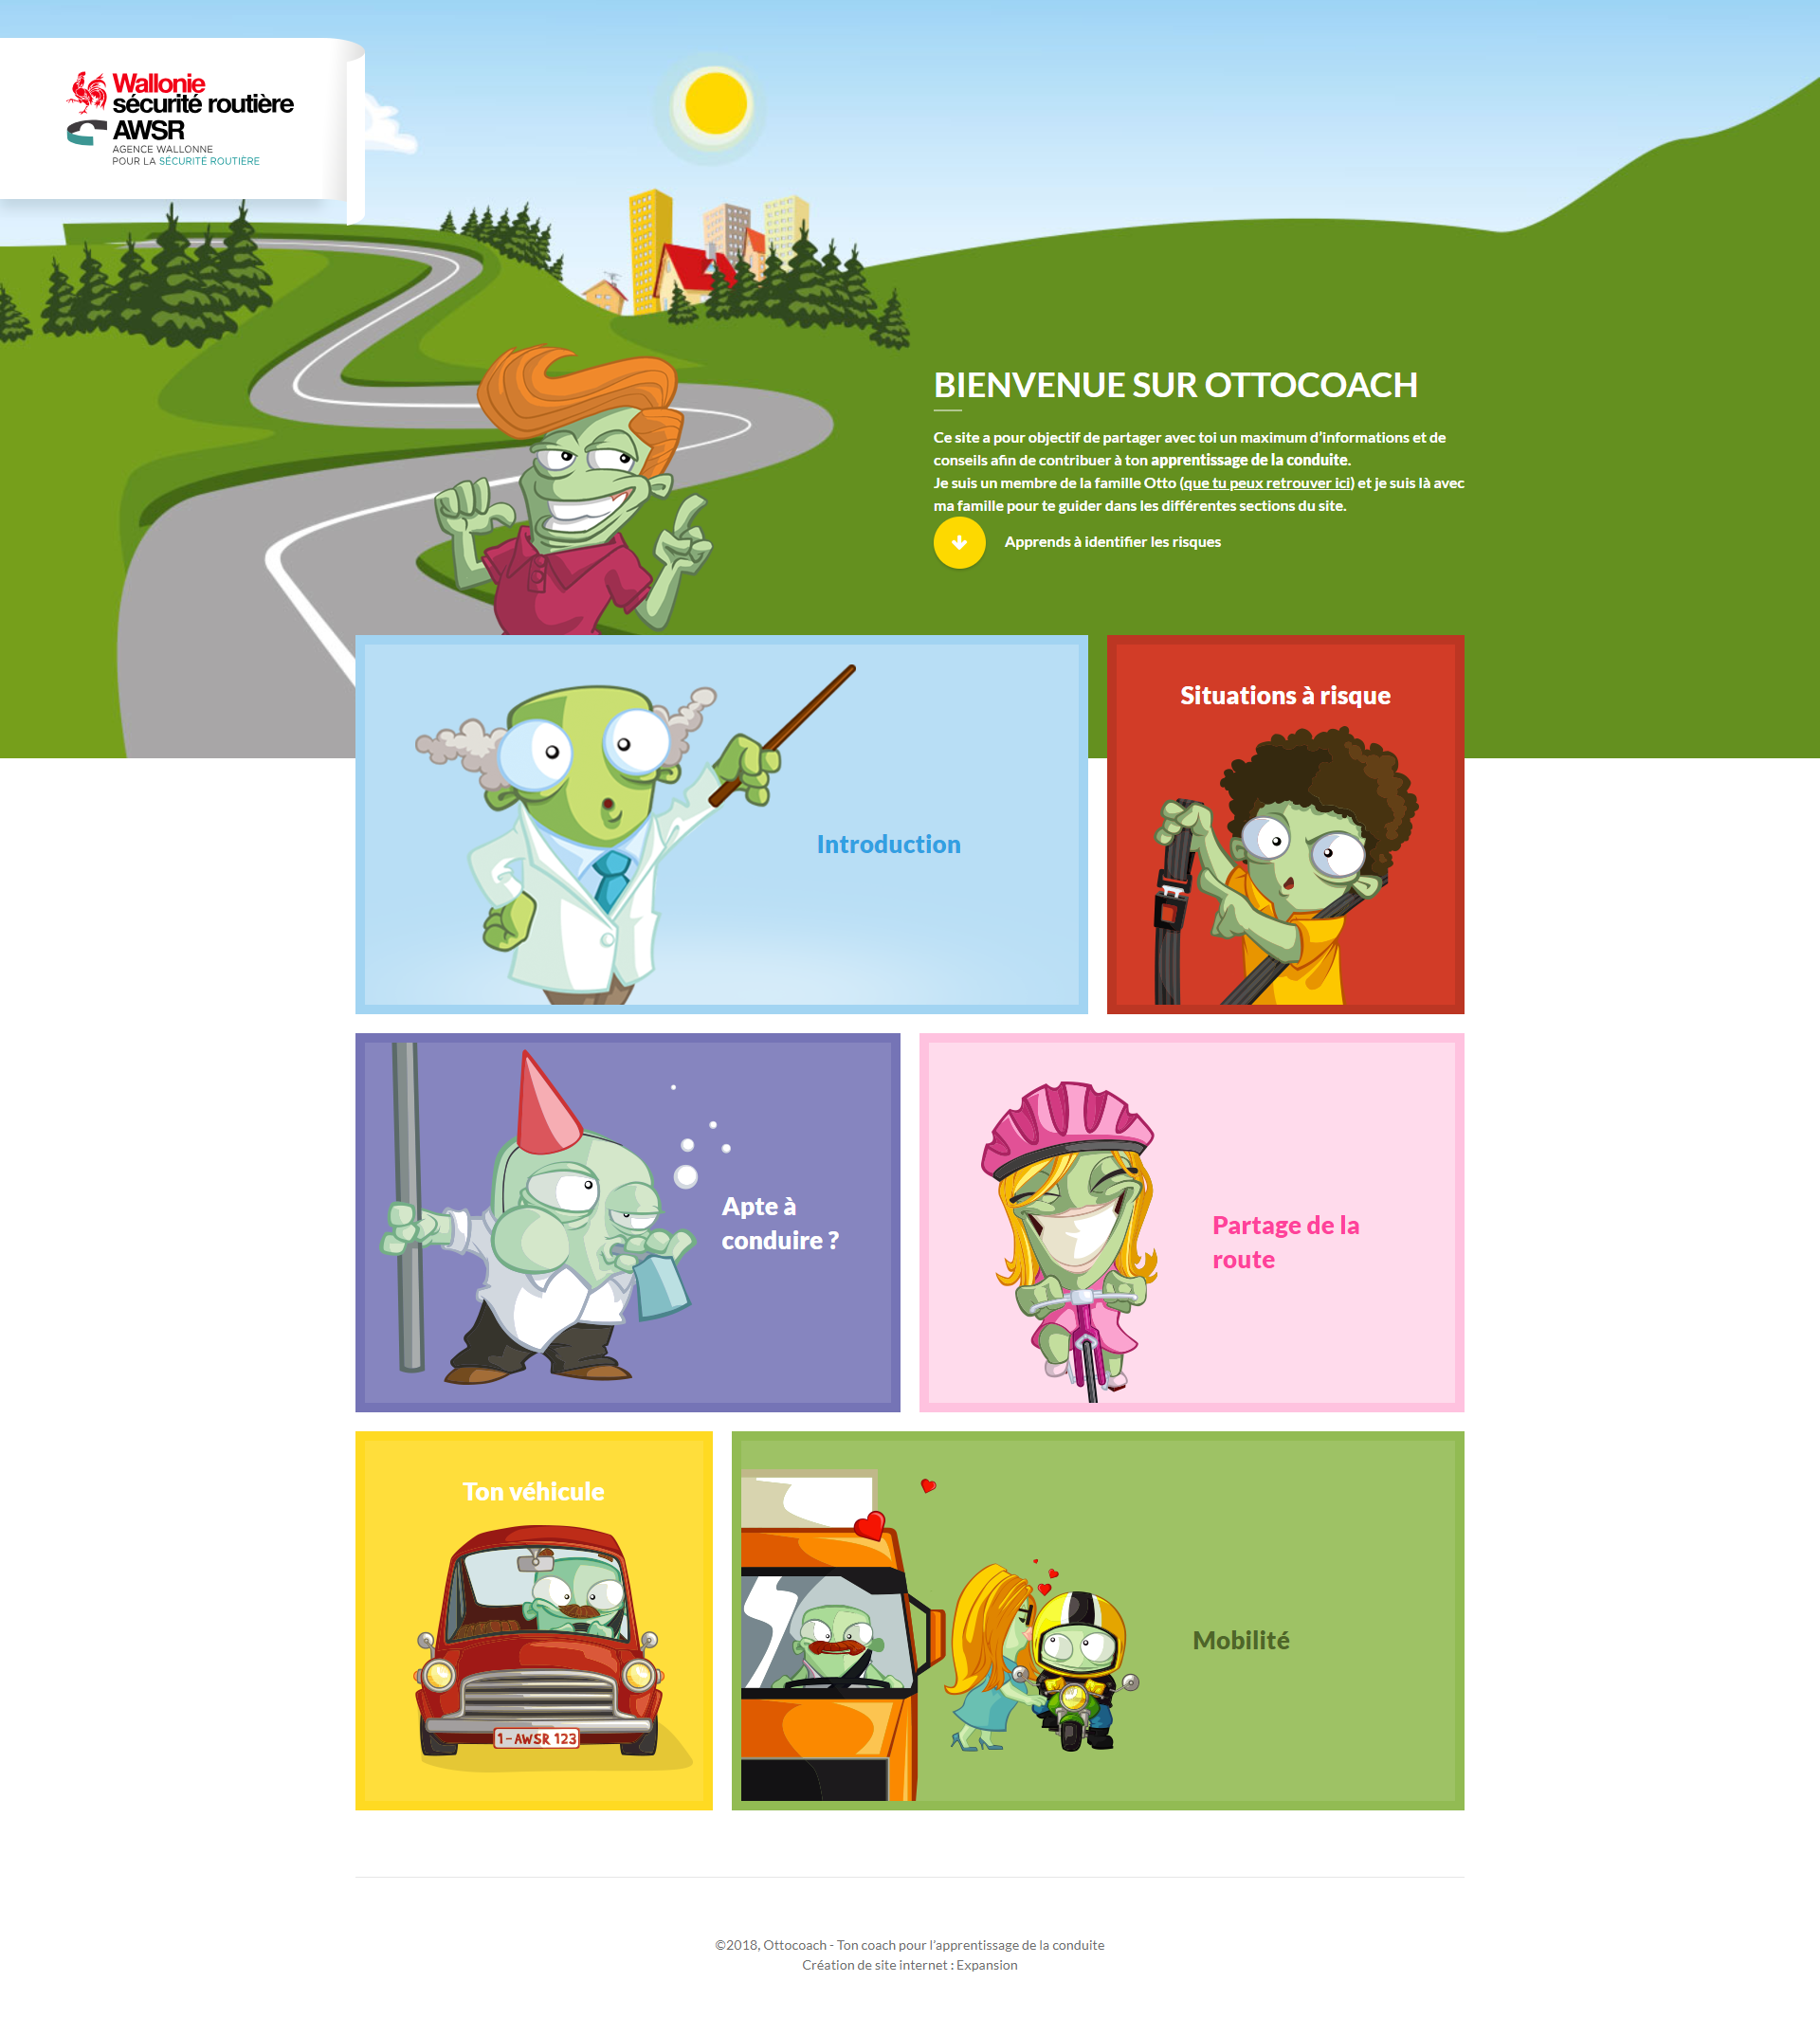 Wallonie
sécurité routière
AWSR
AGENCE WALLONNE
POUR LA SÉCURITÉ ROUTIÈRE
BIENVENUE SUR OTTOCOACH
Ce site a pour objectif de partager avec toi un maximum d’informations et de
conseils afin de contribuer à ton apprentissage de la conduite.
Je suis un membre de la famille Otto (que tu peux retrouver ici) et je suis là avec
ma famille pour te guider dans les différentes sections du site.
Apprends à identifier les risques
Introduction
Situations à risque
Apte à
conduire ?
Partage de la
route
Ton véhicule
1-AWSR 123
Mobilité
©2018, Ottocoach - Ton coach pour l’apprentissage de la conduite
Création de site internet : Expansion